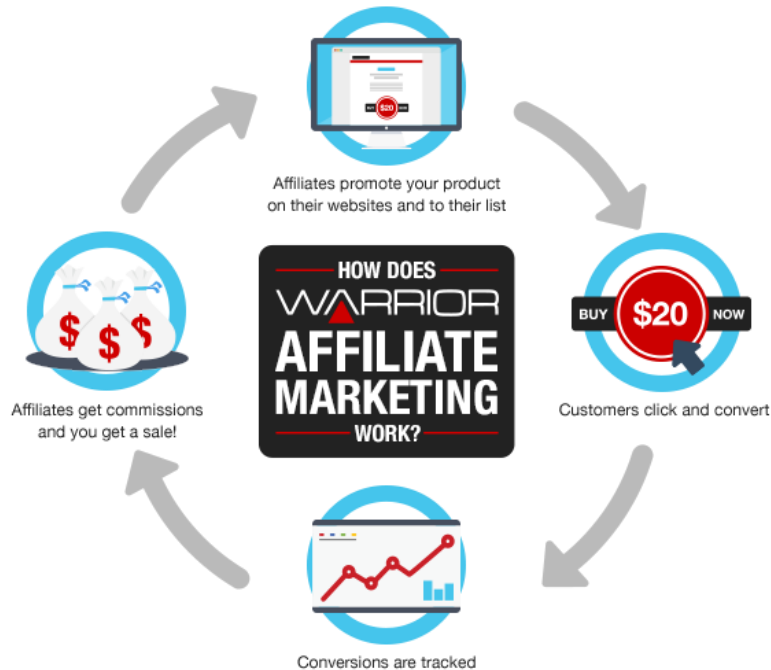 BUY $20 NOW
Affiliates promote your product
on their websites and to their list
HOW DOES
WARRIOR
AFFILIATE
MARKETING
WORK?
BUY $20 NOW
Customers click and convert
Conversions are tracked
$ $ $
Affiliates get commissions
and you get a sale!